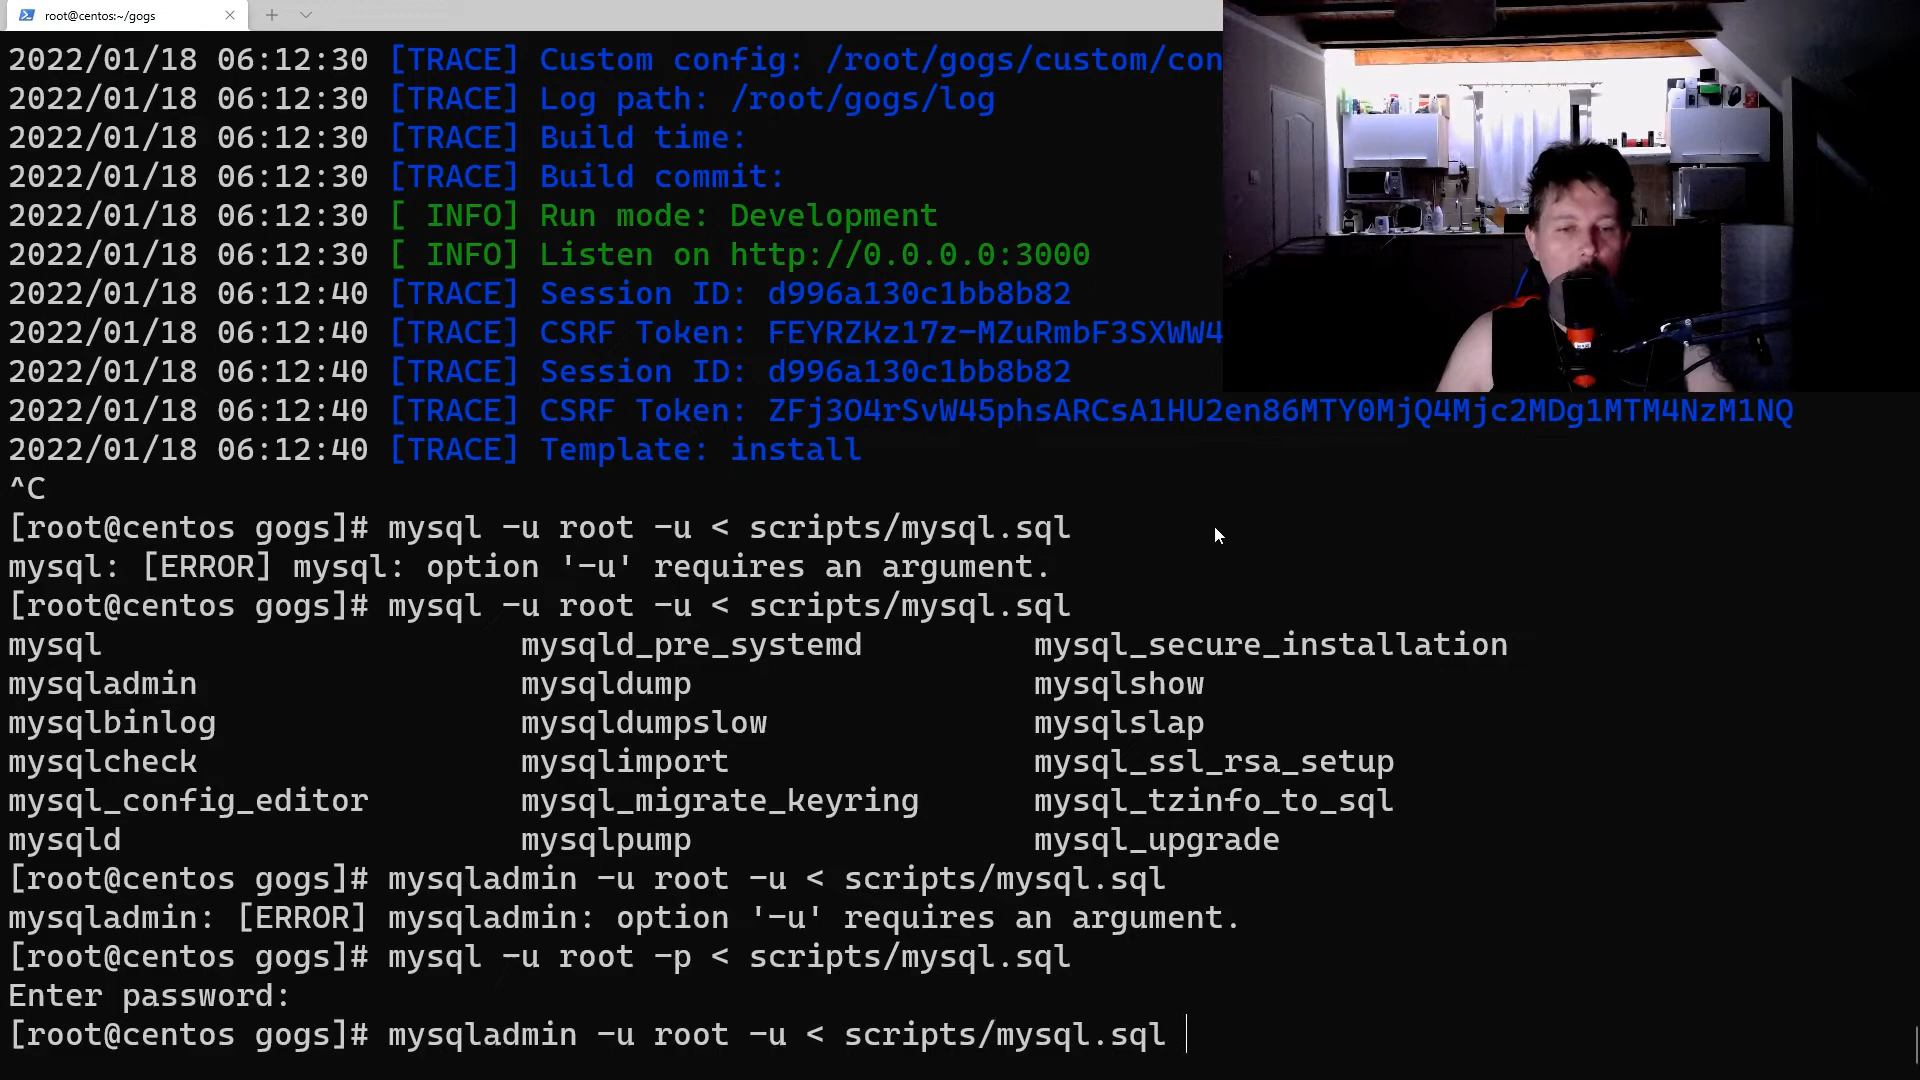 root@centos:~/gogs
2022/01/18 06:12:30 [TRACE] Custom config: /root/gogs/custom/con
2022/01/18 06:12:30 [TRACE] Log path: /root/gogs/log
2022/01/18 06:12:30 [TRACE] Build time:
2022/01/18 06:12:30 [TRACE] Build commit:
2022/01/18 06:12:30 [ INFO] Run mode: Development
2022/01/18 06:12:30 [ INFO] Listen on http://0.0.0.0:3000
2022/01/18 06:12:40 [TRACE] Session ID: d996a130c1bb8b82
2022/01/18 06:12:40 [TRACE] CSRF Token: FEYRZKz17z-MZuRmbF3SXWW4
2022/01/18 06:12:40 [TRACE] Session ID: d996a130c1bb8b82
2022/01/18 06:12:40 [TRACE] CSRF Token: ZFj3O4rSvW45phsARCsA1HU2en86MTY0MjQ4Mjc2MDg1MTM4NzM1NQ
2022/01/18 06:12:40 [TRACE] Template: install
^C
[root@centos gogs]# mysql -u root -u < scripts/mysql.sql
mysql: [ERROR] mysql: option '-u' requires an argument.
[root@centos gogs]# mysql -u root -u < scripts/mysql.sql
mysql mysqld_pre_systemd mysql_secure_installation
mysqladmin mysqldump mysqlshow
mysqlbinlog mysqldumpslow mysqlslap
mysqlcheck mysqlimport mysql_ssl_rsa_setup
mysql_config_editor mysql_migrate_keyring mysql_tzinfo_to_sql
mysqld mysqlpump mysql_upgrade
[root@centos gogs]# mysqladmin -u root -u < scripts/mysql.sql
mysqladmin: [ERROR] mysqladmin: option '-u' requires an argument.
[root@centos gogs]# mysql -u root -p < scripts/mysql.sql
Enter password:
[root@centos gogs]# mysqladmin -u root -u < scripts/mysql.sql